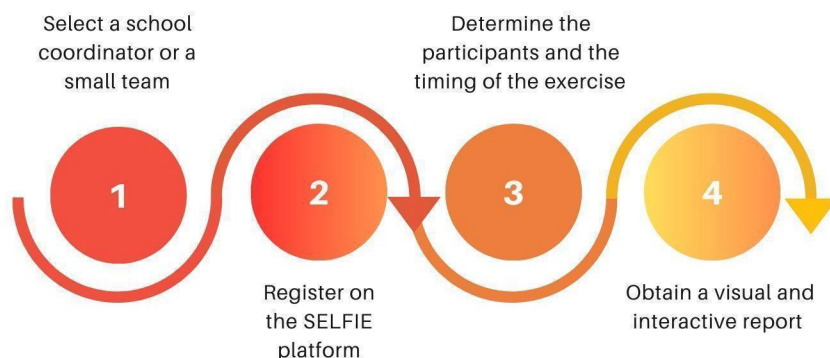 Select a school
coordinator or a
small team
1
2
Register on
the SELFIE
platform
Determine the
participants and the
timing of the exercise
3
4
Obtain a visual and
interactive report